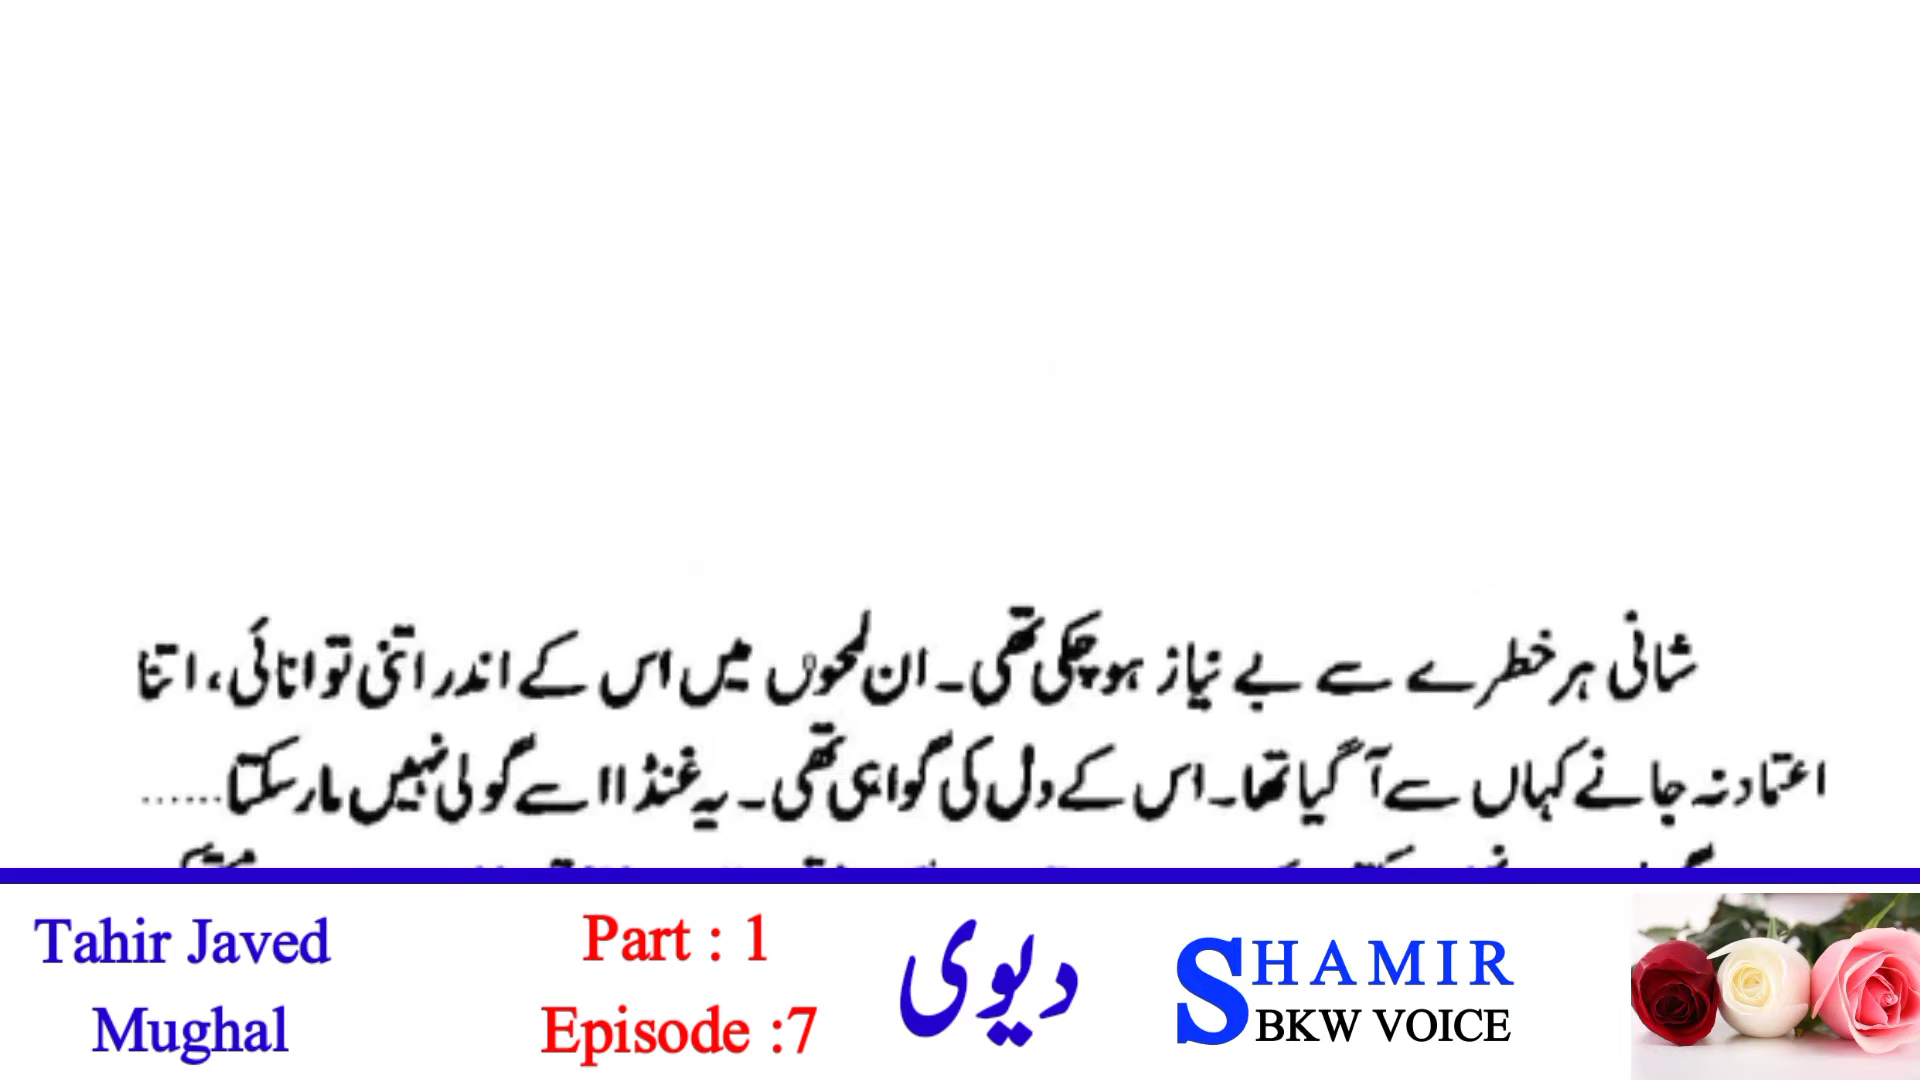 شانی ہر خطرے سے بے نیاز ہو چکی تھی۔ ان لمحوں میں اس کے اندر اتنی توانائی، اتنا
اعتماد نہ جانے کہاں سے آ گیا تھا۔ اس کے دل کی گواہی تھی۔ یہ غنڈا اسے گولی نہیں مار سکتا......
Tahir Javed
Mughal
Part : 1
Episode :7
دیوی
SHAMIR
BKW VOICE